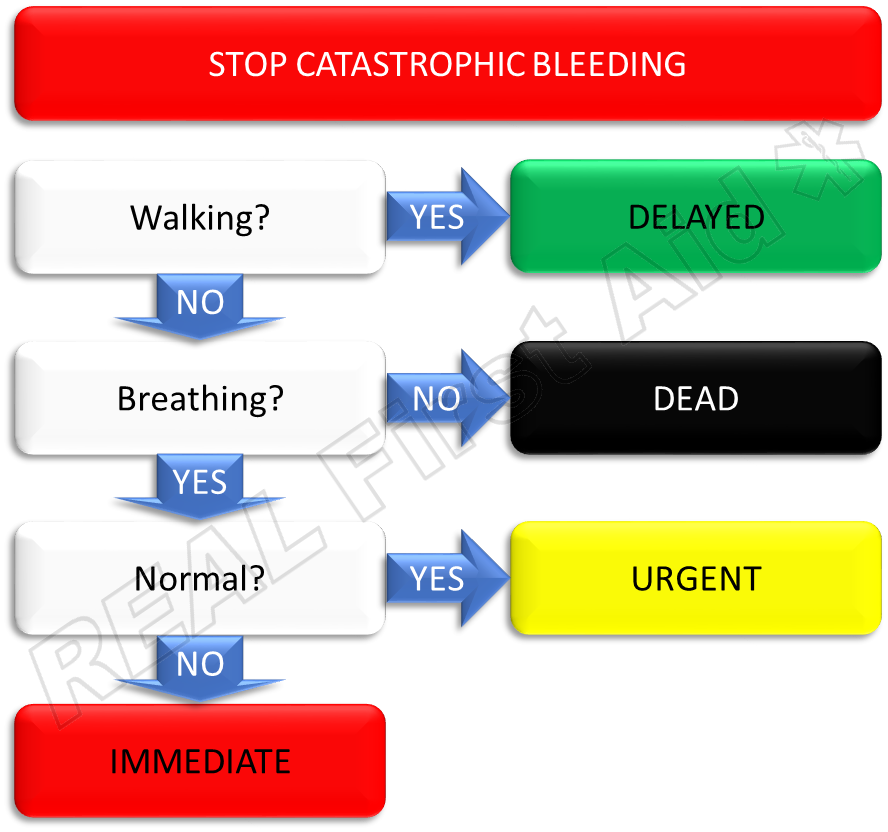 STOP CATASTROPHIC BLEEDING
Walking?
YES
DELAYED
NO
Breathing?
NO
DEAD
YES
Normal?
YES
URGENT
NO
IMMEDIATE
REAL First Aid